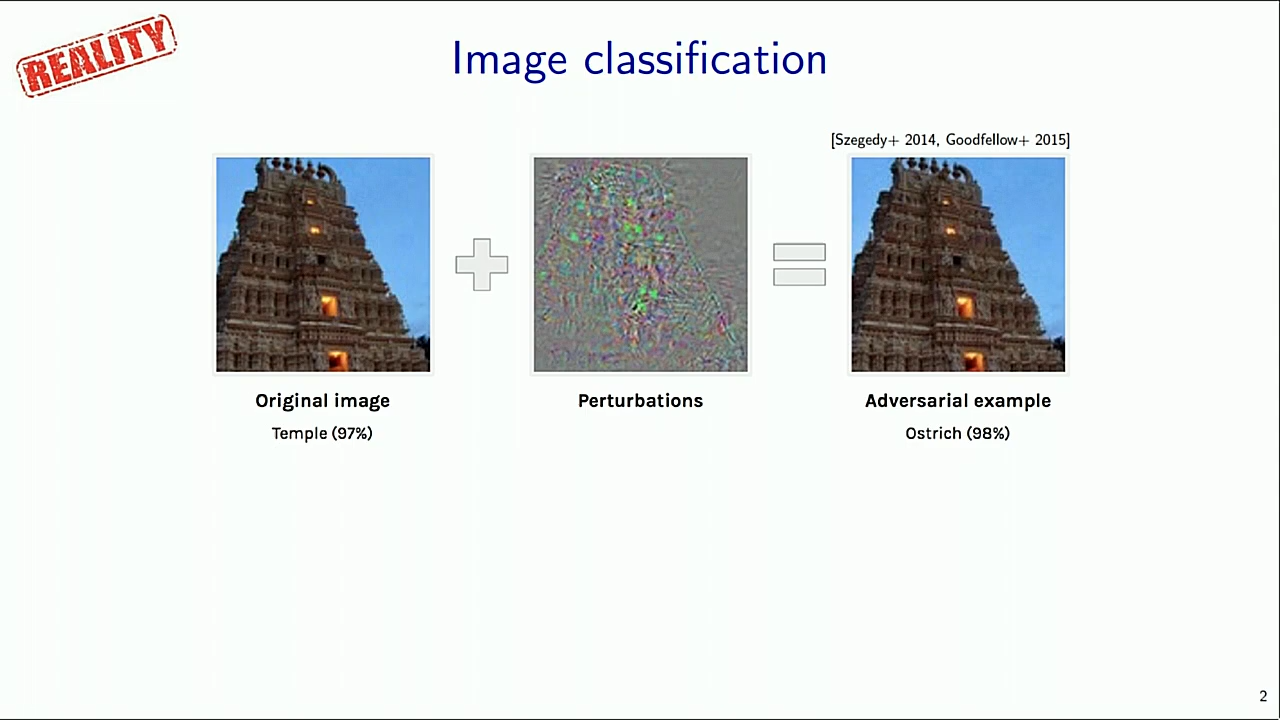 REALITY
Image classification
[Szegedy+ 2014, Goodfellow+ 2015]
Original image
Temple (97%)
Perturbations
Adversarial example
Ostrich (98%)
2